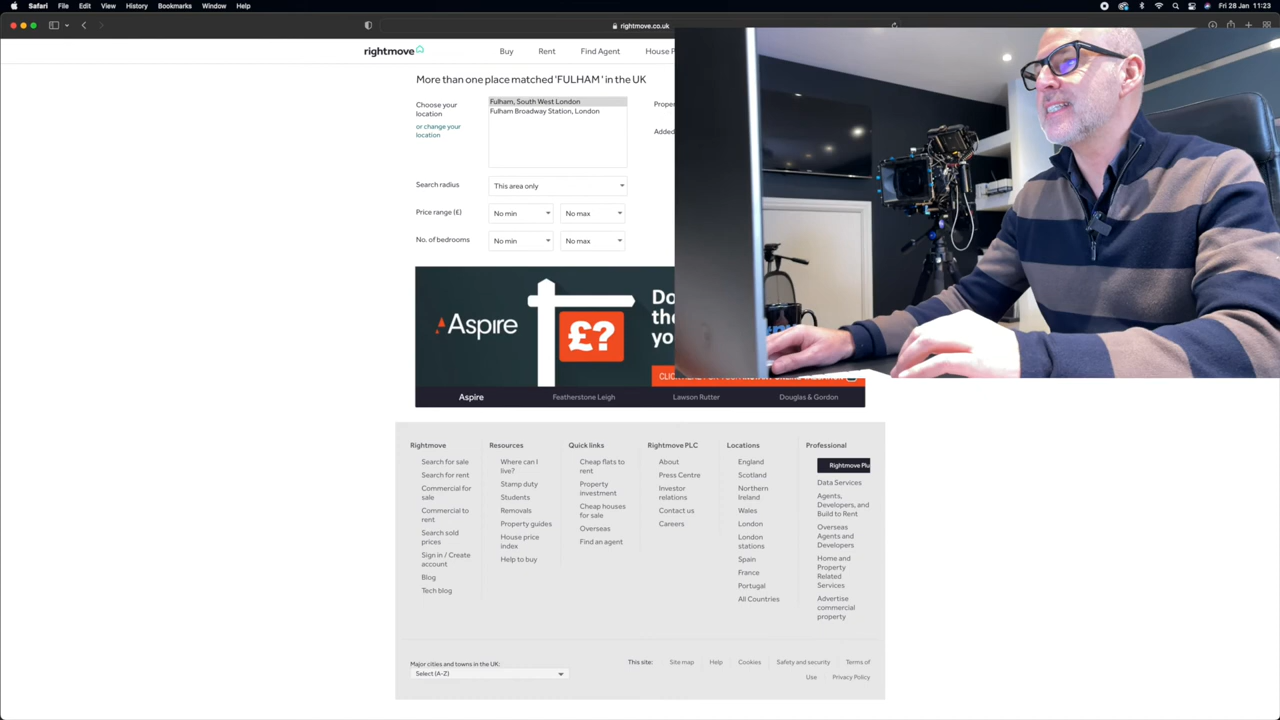 Safari File Edit View History Bookmarks Window Help
Fri 28 Jan 11:23
rightmove.co.uk
rightmove
Buy Rent Find Agent House P
More than one place matched 'FULHAM ' in the UK
Choose your
location
or change your
location
Fulham, South West London
Fulham Broadway Station, London
Proper
Added
Search radius
This area only
Price range (£)
No min
No max
No. of bedrooms
No min
No max
Aspire
£?
Do
the
yo
Aspire Featherstone Leigh Lawson Rutter Douglas & Gordon
Rightmove
Search for sale
Search for rent
Commercial for
sale
Commercial to
rent
Search sold
prices
Sign in / Create
account
Blog
Tech blog
Resources
Where can I
live?
Stamp duty
Students
Removals
Property guides
House price
index
Help to buy
Quick links
Cheap flats to
rent
Property
investment
Cheap houses
for sale
Overseas
Find an agent
Rightmove PLC
About
Press Centre
Investor
relations
Contact us
Careers
Locations
England
Scotland
Northern
Ireland
Wales
London
London
stations
Spain
France
Portugal
All Countries
Professional
Rightmove Plu
Data Services
Agents,
Developers, and
Build to Rent
Overseas
Agents and
Developers
Home and
Property
Related
Services
Advertise
commercial
property
Major cities and towns in the UK:
Select (A-Z)
This site: Site map Help Cookies Safety and security Terms of
Use Privacy Policy